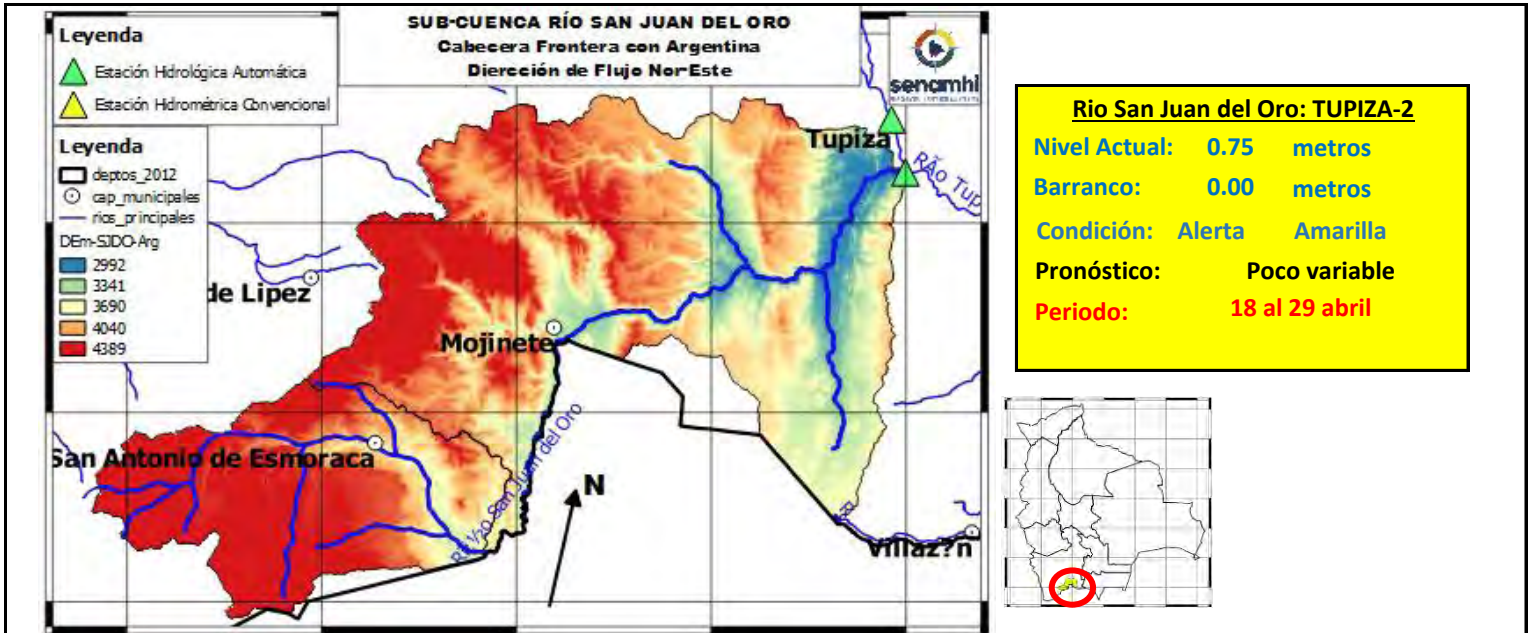 SUB-CUENCA RÍO SAN JUAN DEL ORO
Cabecera Frontera con Argentina
Diercción de Flujo Nor-Este
Leyenda
Estación Hidrológica Automática
Estación Hidrométrica Convencional
senamhi
Leyenda
deptos_2012
cap_municipales
rios_principales
DEm-SJDO-Arg
2992
3341
3690
4040
4389
Tupiza
RÃo Tup
de Lipez
Mojinete
San Antonio de Esmoraca
San Juan del Oro
N
Villaz?n
Rio San Juan del Oro: TUPIZA-2
Nivel Actual: 0.75 metros
Barranco: 0.00 metros
Condición: Alerta Amarilla
Pronóstico: Poco variable
Periodo: 18 al 29 abril